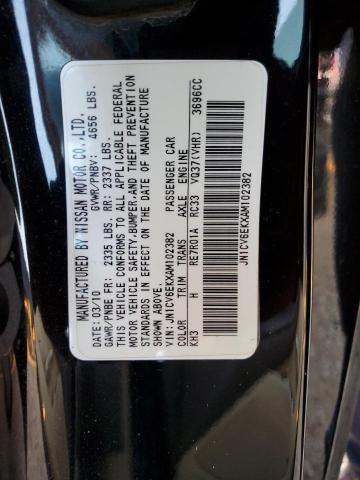 MANUFACTURED BY NISSAN MOTOR CO.,LTD.
DATE: 03/10 GVWR/PNBV: 4656 LBS.
GAWR/PNBE FR: 2335 LBS. RR: 2337 LBS.
THIS VEHICLE CONFORMS TO ALL APPLICABLE FEDERAL
MOTOR VEHICLE SAFETY,BUMPER,AND THEFT PREVENTION
STANDARDS IN EFFECT ON THE DATE OF MANUFACTURE
SHOWN ABOVE.
VIN:JN1CV6EKXAM102382 PASSENGER CAR
COLOR TRIM TRANS AXLE ENGINE
KH3 H RE7R01A RC33 VQ37(VHR) 3696CC
JN1CV6EKXAM102382